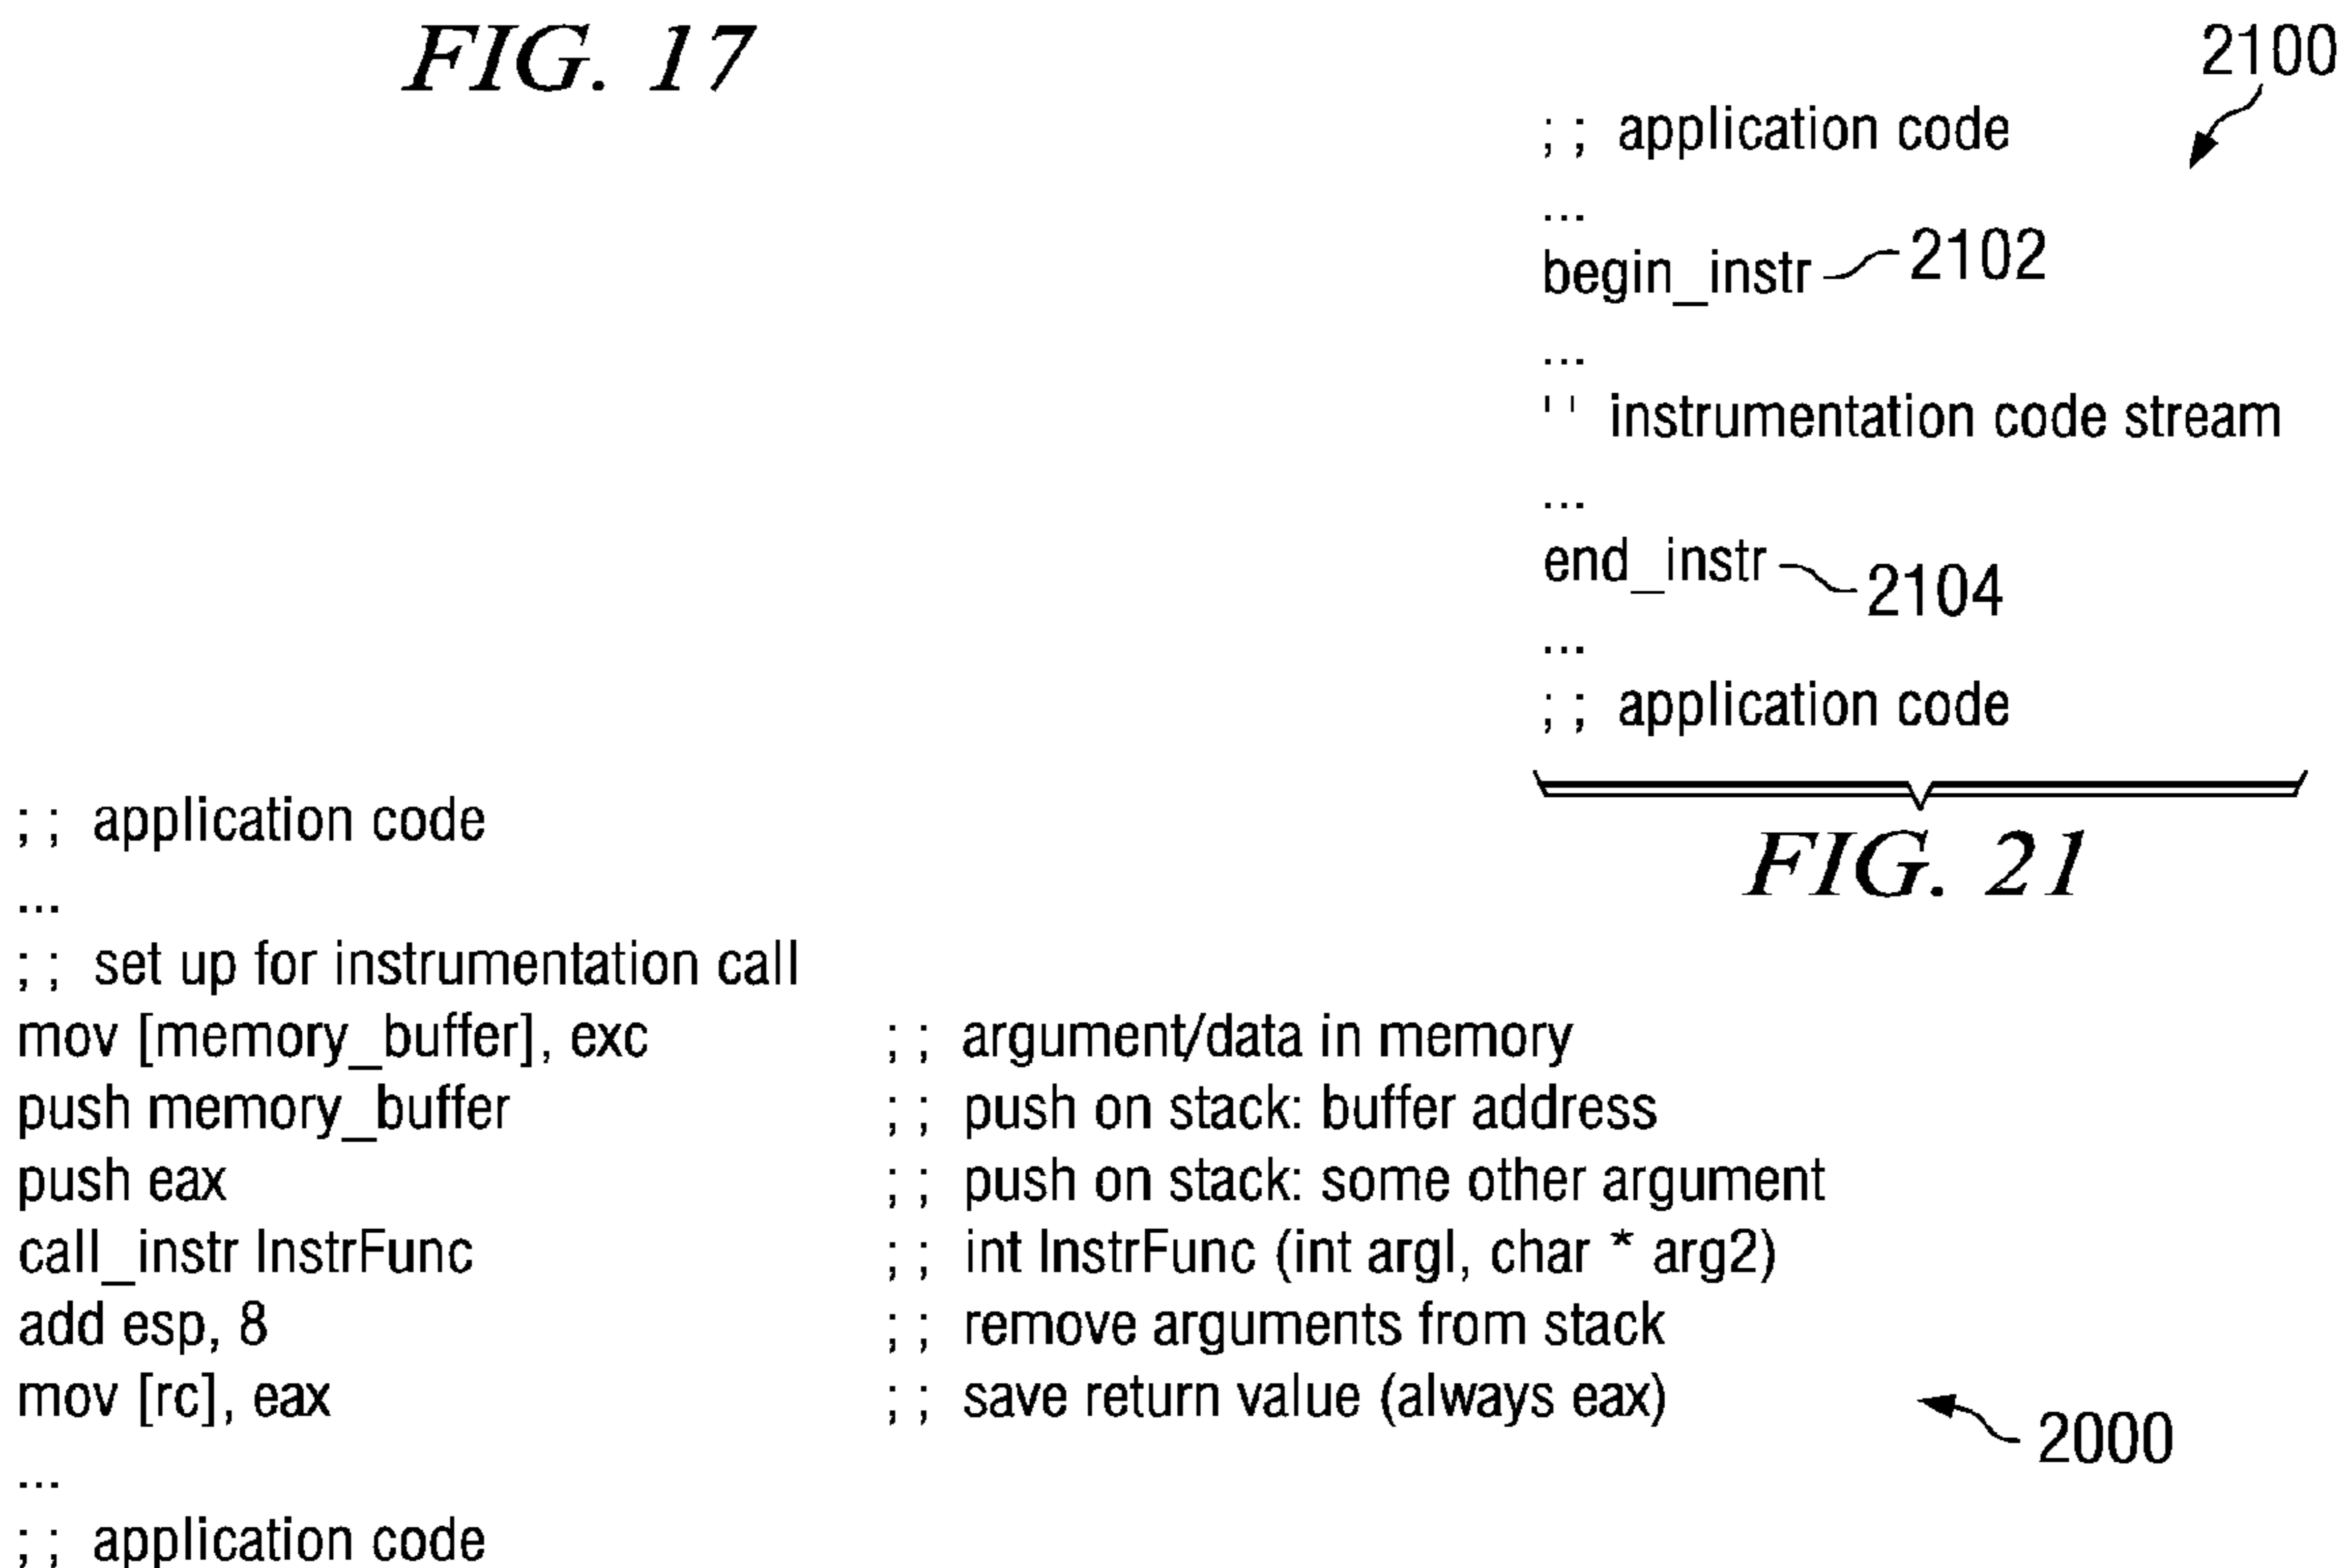 FIG. 17
2100
; ; application code
...
begin_instr 2102
...
' ' instrumentation code stream
...
end_instr 2104
...
; ; application code
FIG. 21
; ; application code
...
; ; set up for instrumentation call
mov [memory_buffer], exc ; ; argument/data in memory
push memory_buffer ; ; push on stack: buffer address
push eax ; ; push on stack: some other argument
call_instr InstrFunc ; ; int InstrFunc (int argl, char * arg2)
add esp, 8 ; ; remove arguments from stack
mov [rc], eax ; ; save return value (always eax)
2000
...
; ; application code